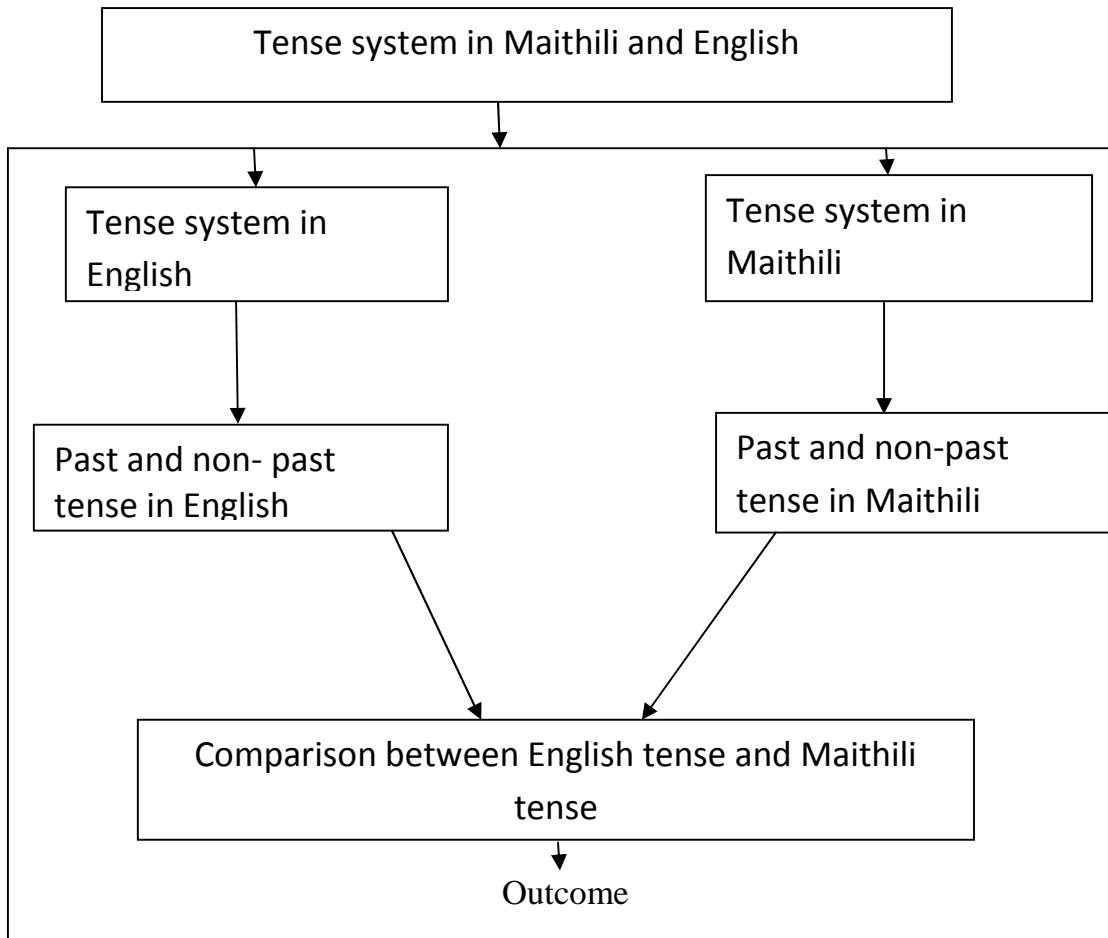 Tense system in Maithili and English
Tense system in
English
Tense system in
Maithili
Past and non- past
tense in English
Past and non-past
tense in Maithili
Comparison between English tense and Maithili
tense
Outcome